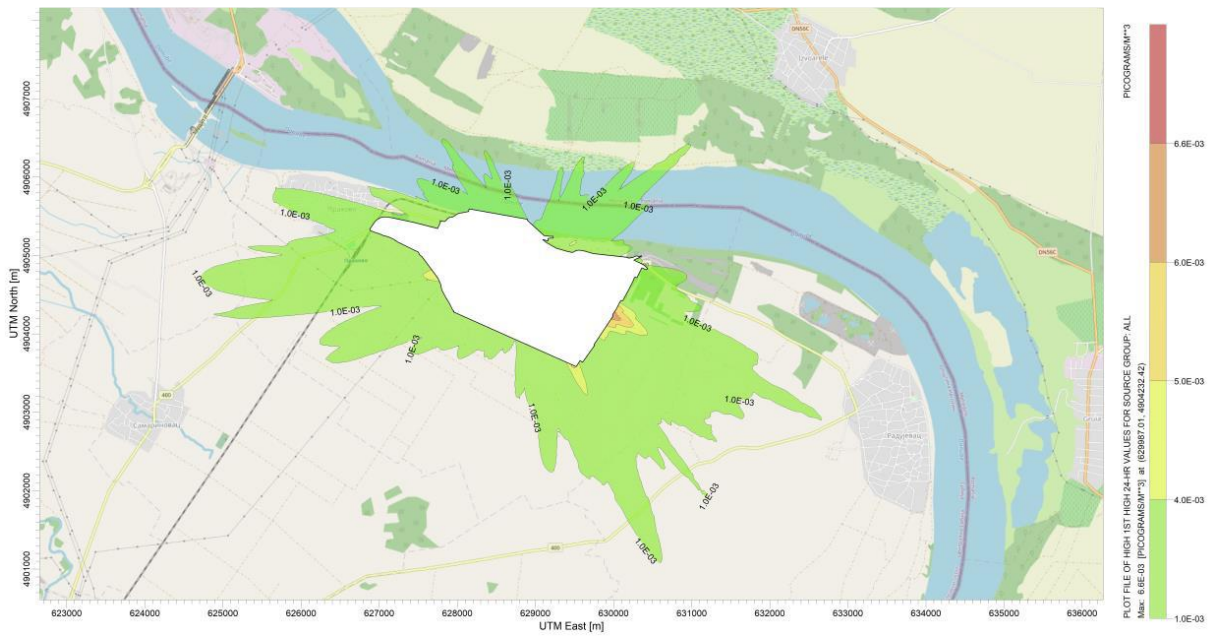 DN56C
Izvoarele
DN56C
460
Самариновац
Радујевац
460
1.0E-03
1.0E-03
1.0E-03
1.0E-03
1.0E-03
1.0E-03
1.0E-03
1.0E-03
1.0E-03
1.0E-03
1.0E-03
1.0E-03
1.0E-03
1.0E-03
UTM North [m]
4907000
4906000
4905000
4904000
4903000
4902000
4901000
623000 624000 625000 626000 627000 628000 629000 630000 631000 632000 633000 634000 635000 636000
UTM East [m]
PLOT FILE OF HIGH 1ST HIGH 24-HR VALUES FOR SOURCE GROUP: ALL
Max: 6.6E-03 [PICOGRAMS/M**3] at (629987.01, 4904232.42)
PICOGRAMS/M**3
6.6E-03
6.0E-03
5.0E-03
4.0E-03
1.0E-03